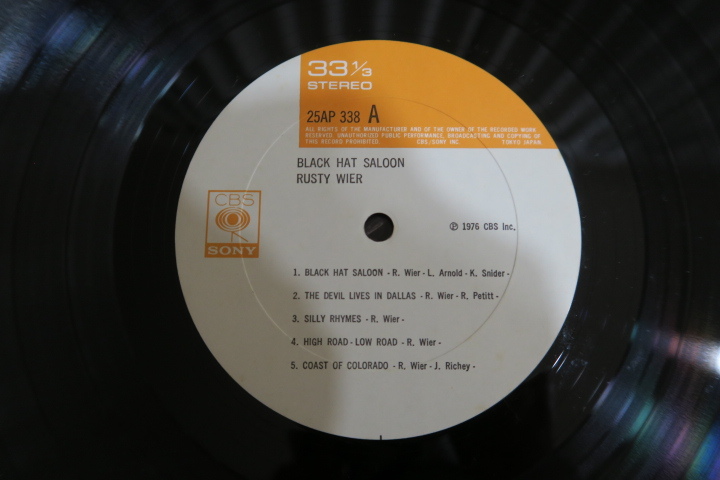 33 1/3
STEREO
25AP 338 A
ALL RIGHTS OF THE MANUFACTURER AND OF THE OWNER OF THE RECORDED WORK
RESERVED. UNAUTHORIZED PUBLIC PERFORMANCE, BROADCASTING AND COPYING OF
THIS RECORD PROHIBITED. CBS/SONY INC. TOKYO JAPAN.
BLACK HAT SALOON
RUSTY WIER
CBS
SONY
℗ 1976 CBS Inc.
1. BLACK HAT SALOON - R. Wier - L. Arnold - K. Snider -
2. THE DEVIL LIVES IN DALLAS - R. Wier - R. Petitt -
3. SILLY RHYMES - R. Wier -
4. HIGH ROAD - LOW ROAD - R. Wier -
5. COAST OF COLORADO - R. Wier - J. Richey -